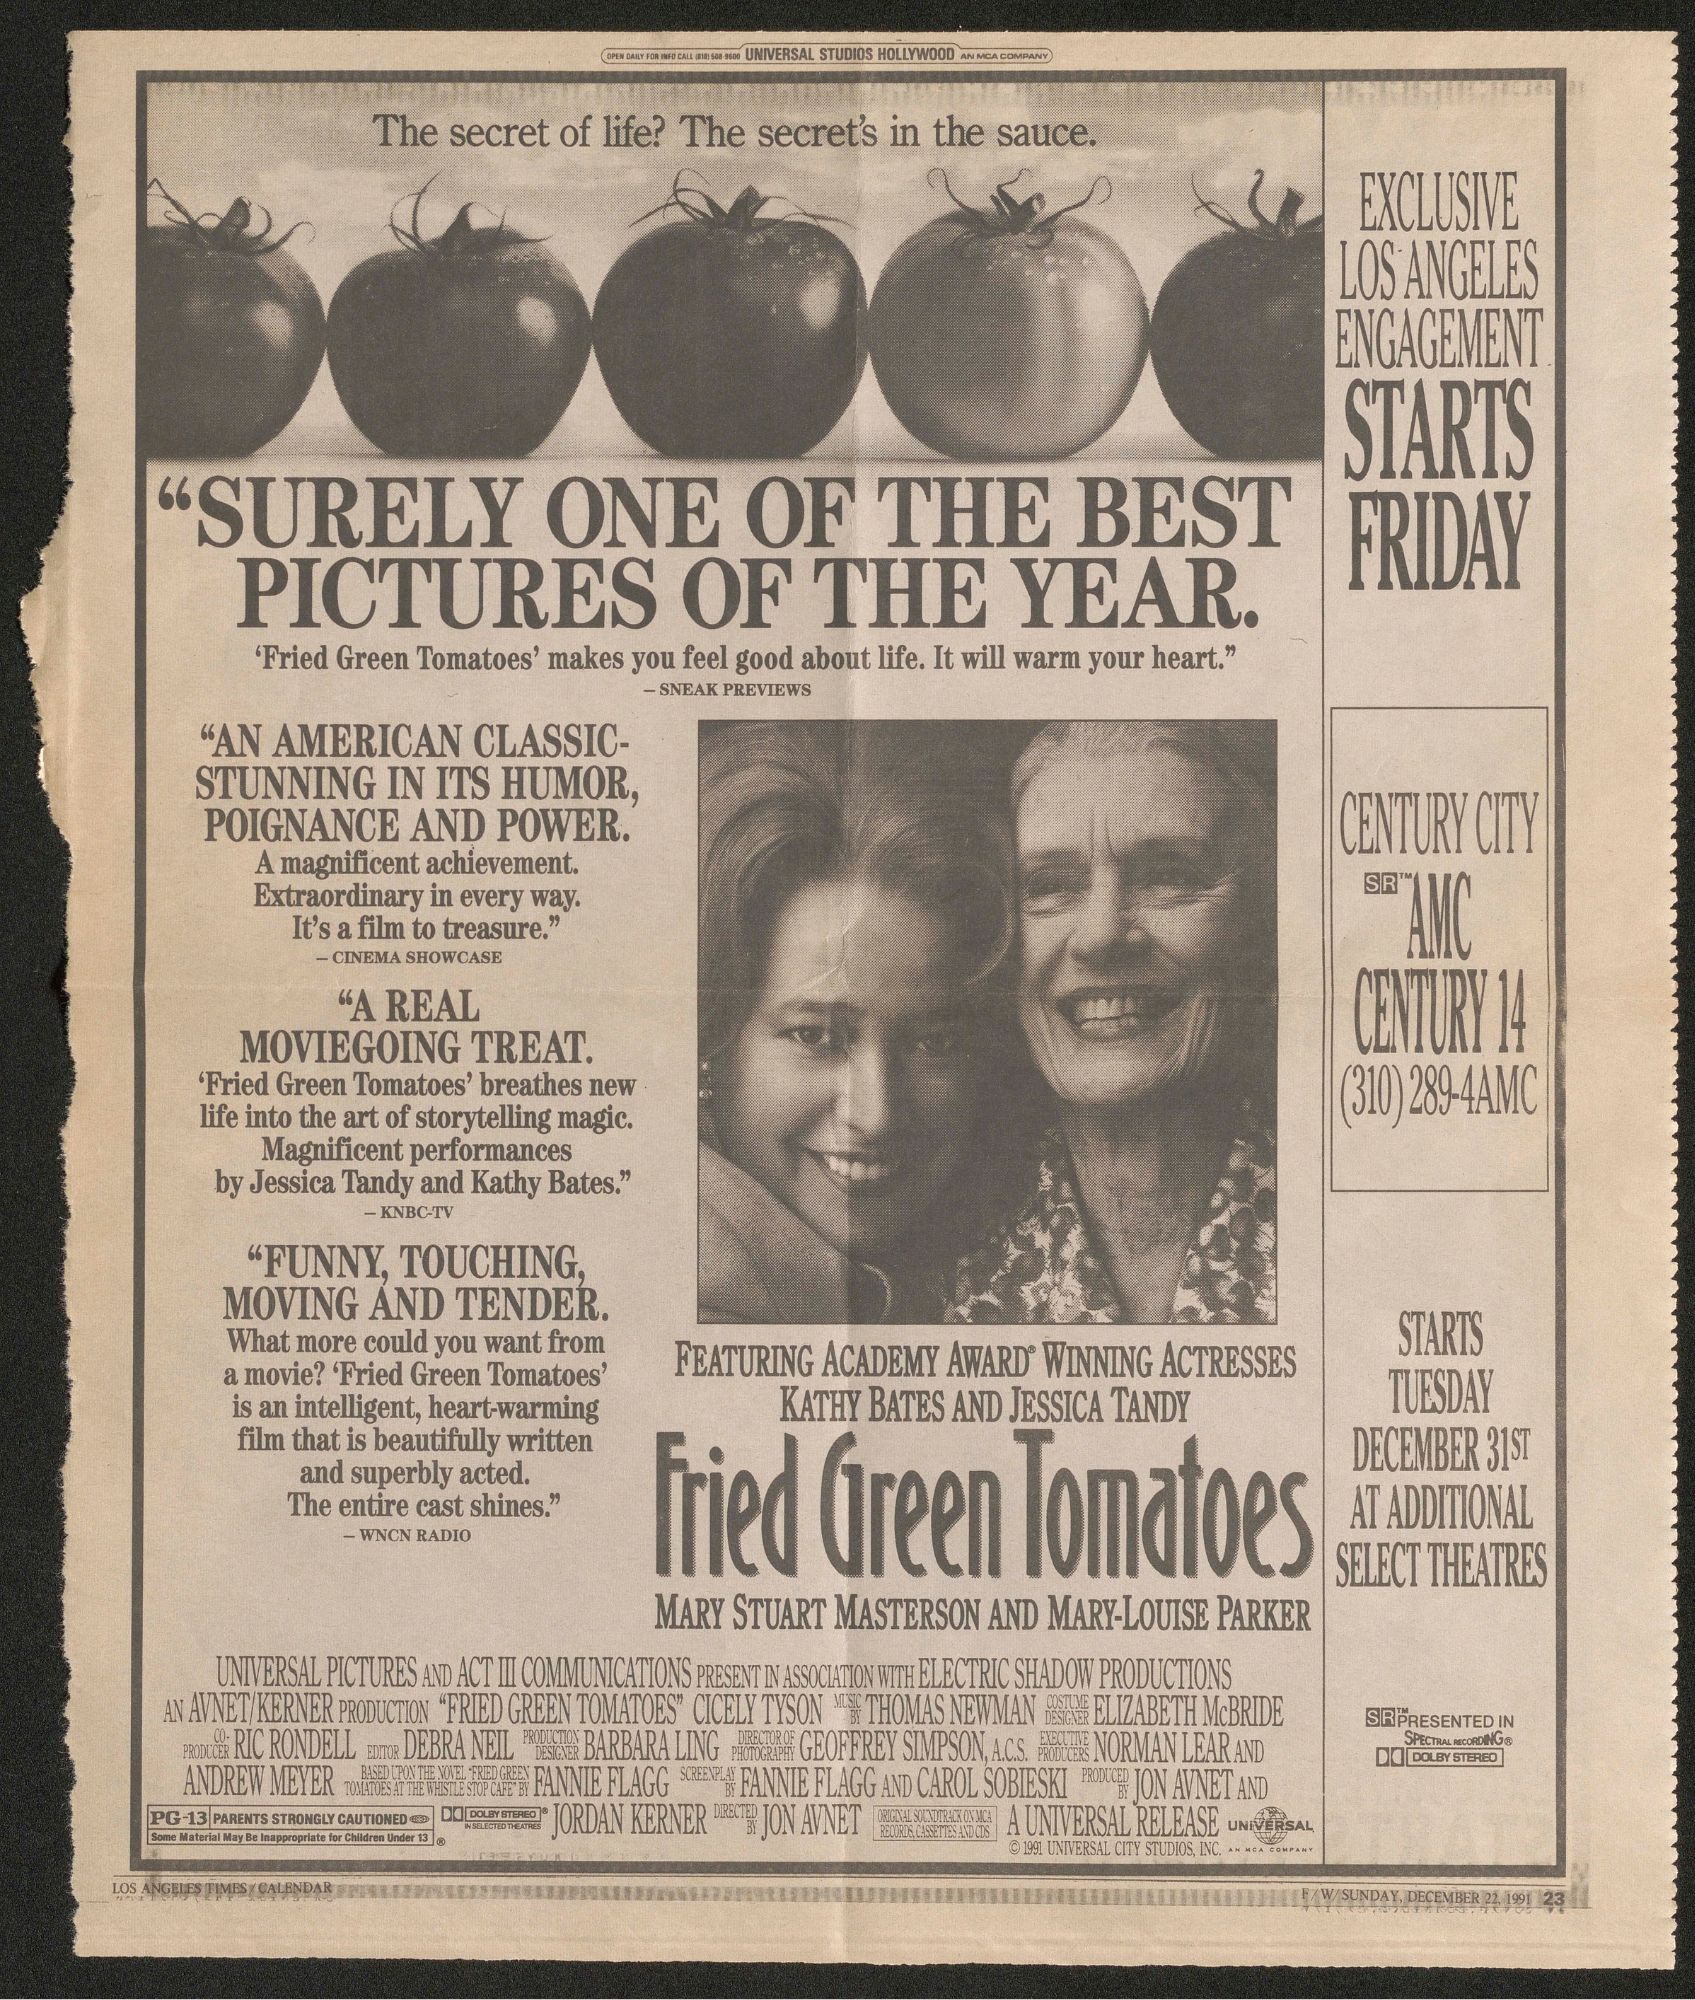 OPEN DAILY FOR INFO CALL (818) 508-9600 UNIVERSAL STUDIOS HOLLYWOOD AN MCA COMPANY
The secret of life? The secret's in the sauce.
“SURELY ONE OF THE BEST
PICTURES OF THE YEAR.
‘Fried Green Tomatoes’ makes you feel good about life. It will warm your heart.”
– SNEAK PREVIEWS
“AN AMERICAN CLASSIC-
STUNNING IN ITS HUMOR,
POIGNANCE AND POWER.
A magnificent achievement.
Extraordinary in every way.
It's a film to treasure.”
– CINEMA SHOWCASE
“A REAL
MOVIEGOING TREAT.
‘Fried Green Tomatoes’ breathes new
life into the art of storytelling magic.
Magnificent performances
by Jessica Tandy and Kathy Bates.”
– KNBC-TV
“FUNNY, TOUCHING,
MOVING AND TENDER.
What more could you want from
a movie? ‘Fried Green Tomatoes’
is an intelligent, heart-warming
film that is beautifully written
and superbly acted.
The entire cast shines.”
– WNCN RADIO
FEATURING ACADEMY AWARD® WINNING ACTRESSES
KATHY BATES AND JESSICA TANDY
Fried Green Tomatoes
MARY STUART MASTERSON AND MARY-LOUISE PARKER
UNIVERSAL PICTURES AND ACT III COMMUNICATIONS PRESENT IN ASSOCIATION WITH ELECTRIC SHADOW PRODUCTIONS
AN AVNET/KERNER PRODUCTION “FRIED GREEN TOMATOES” CICELY TYSON MUSIC BY THOMAS NEWMAN COSTUME DESIGNER ELIZABETH McBRIDE
CO-PRODUCER RIC RONDELL EDITOR DEBRA NEIL PRODUCTION DESIGNER BARBARA LING DIRECTOR OF PHOTOGRAPHY GEOFFREY SIMPSON, A.C.S. EXECUTIVE PRODUCERS NORMAN LEAR AND
ANDREW MEYER BASED UPON THE NOVEL “FRIED GREEN TOMATOES AT THE WHISTLE STOP CAFE” BY FANNIE FLAGG SCREENPLAY BY FANNIE FLAGG AND CAROL SOBIESKI PRODUCED BY JON AVNET AND
JORDAN KERNER DIRECTED BY JON AVNET ORIGINAL SOUNDTRACK ON MCA RECORDS, CASSETTES AND CDS A UNIVERSAL RELEASE UNIVERSAL
PG-13 PARENTS STRONGLY CAUTIONED
Some Material May Be Inappropriate for Children Under 13 ®
DOLBY STEREO ®
IN SELECTED THEATRES
© 1991 UNIVERSAL CITY STUDIOS, INC. AN MCA COMPANY
EXCLUSIVE
LOS ANGELES
ENGAGEMENT
STARTS
FRIDAY
CENTURY CITY
SR™ AMC
CENTURY 14
(310) 289-4AMC
STARTS
TUESDAY
DECEMBER 31ST
AT ADDITIONAL
SELECT THEATRES
SR™ PRESENTED IN
SPECTRAL RECORDING®
DOLBY STEREO
LOS ANGELES TIMES / CALENDAR
F / W / SUNDAY, DECEMBER 22, 1991 23